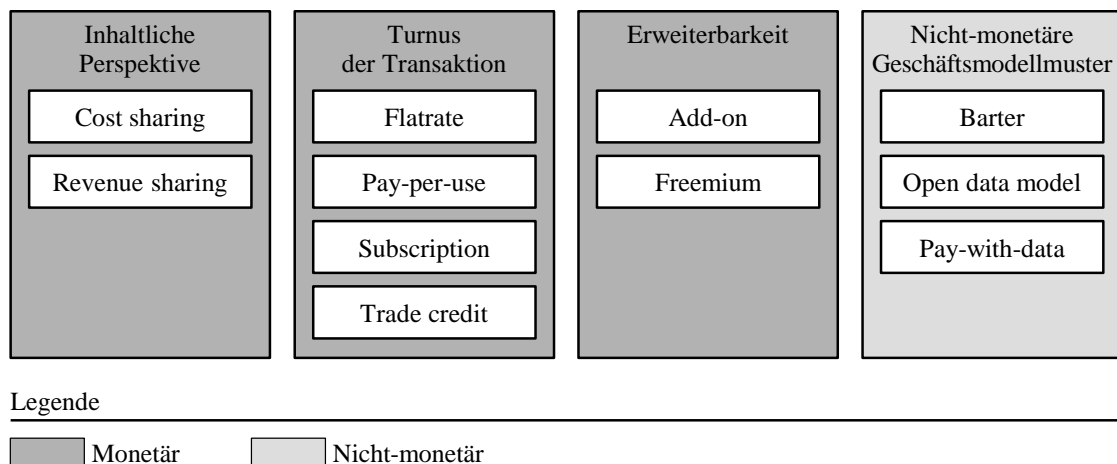 Inhaltliche
Perspektive
Cost sharing
Revenue sharing
Turnus
der Transaktion
Flatrate
Pay-per-use
Subscription
Trade credit
Erweiterbarkeit
Add-on
Freemium
Nicht-monetäre
Geschäftsmodellmuster
Barter
Open data model
Pay-with-data
Legende
Monetär
Nicht-monetär